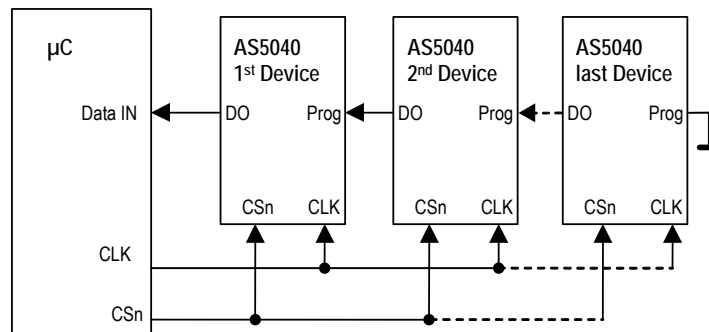 µC
AS5040
1st Device
AS5040
2nd Device
AS5040
last Device
Data IN
DO
Prog
DO
Prog
DO
Prog
CSn
CLK
CSn
CLK
CSn
CLK
CLK
CSn